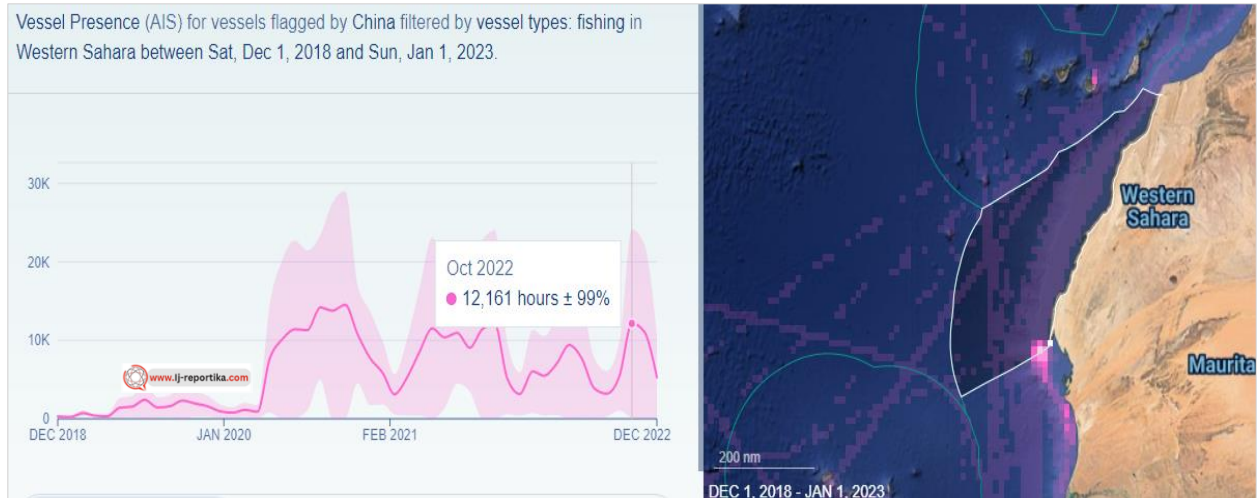 Vessel Presence (AIS) for vessels flagged by China filtered by vessel types: fishing in
Western Sahara between Sat, Dec 1, 2018 and Sun, Jan 1, 2023.
30K
20K
10K
0
Oct 2022
12,161 hours ± 99%
www.lj-reportika.com
DEC 2018
JAN 2020
FEB 2021
DEC 2022
Western
Sahara
Maurita
200 nm
DEC 1, 2018 - JAN 1, 2023